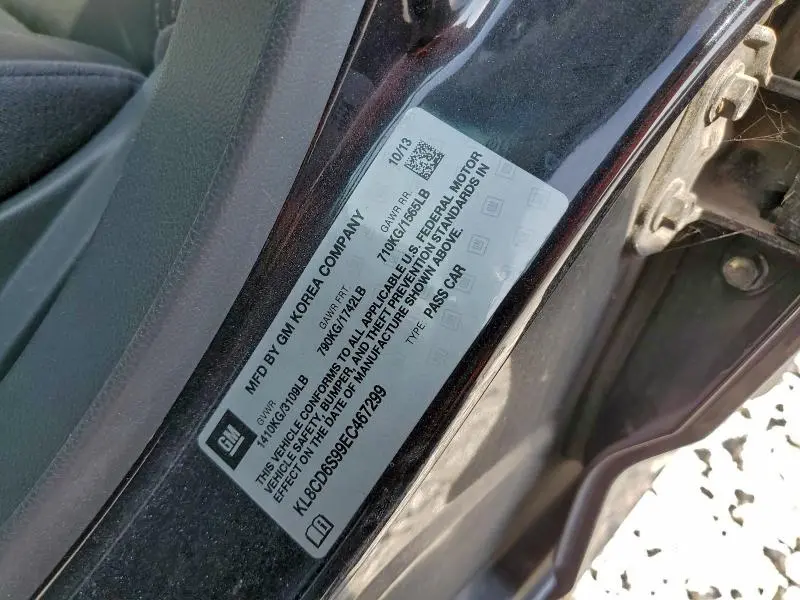 GM
MFD BY GM KOREA COMPANY
10/13
GVWR
GAWR FRT
GAWR RR
1410KG/3109LB
790KG/1742LB
710KG/1565LB
THIS VEHICLE CONFORMS TO ALL APPLICABLE U.S. FEDERAL MOTOR
VEHICLE SAFETY, BUMPER, AND THEFT PREVENTION STANDARDS IN
EFFECT ON THE DATE OF MANUFACTURE SHOWN ABOVE.
KL8CD6S99EC467299
TYPE: PASS CAR